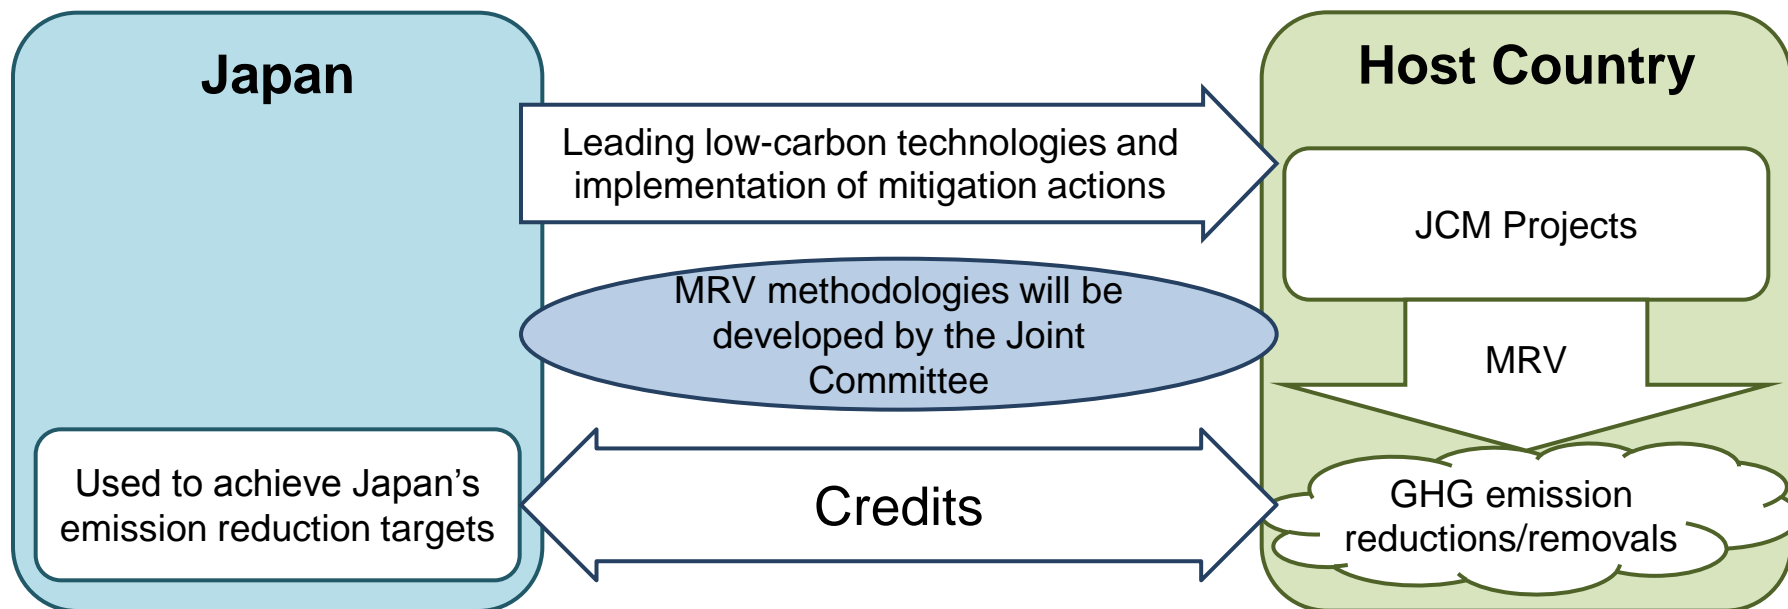 Japan
Host Country
Leading low-carbon technologies and
implementation of mitigation actions
JCM Projects
MRV methodologies will be
developed by the Joint
Committee
MRV
Used to achieve Japan’s
emission reduction targets
Credits
GHG emission
reductions/removals